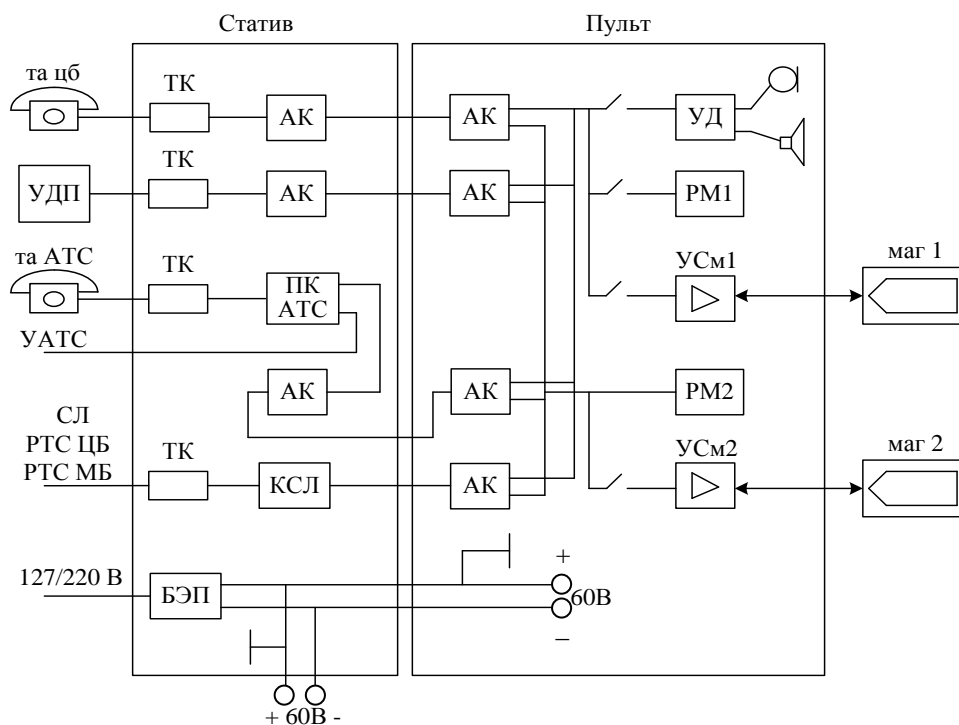 Статив
Пульт
та цб
ТК
АК
АК
УД
ТК
УДП
АК
АК
РМ1
та АТС
ТК
ПК
АТС
УСм1
маг 1
УАТС
АК
АК
РМ2
СЛ
РТС ЦБ
РТС МБ
ТК
КСЛ
АК
УСм2
маг 2
127/220 В
БЭП
+
60В
–
+ 60В -